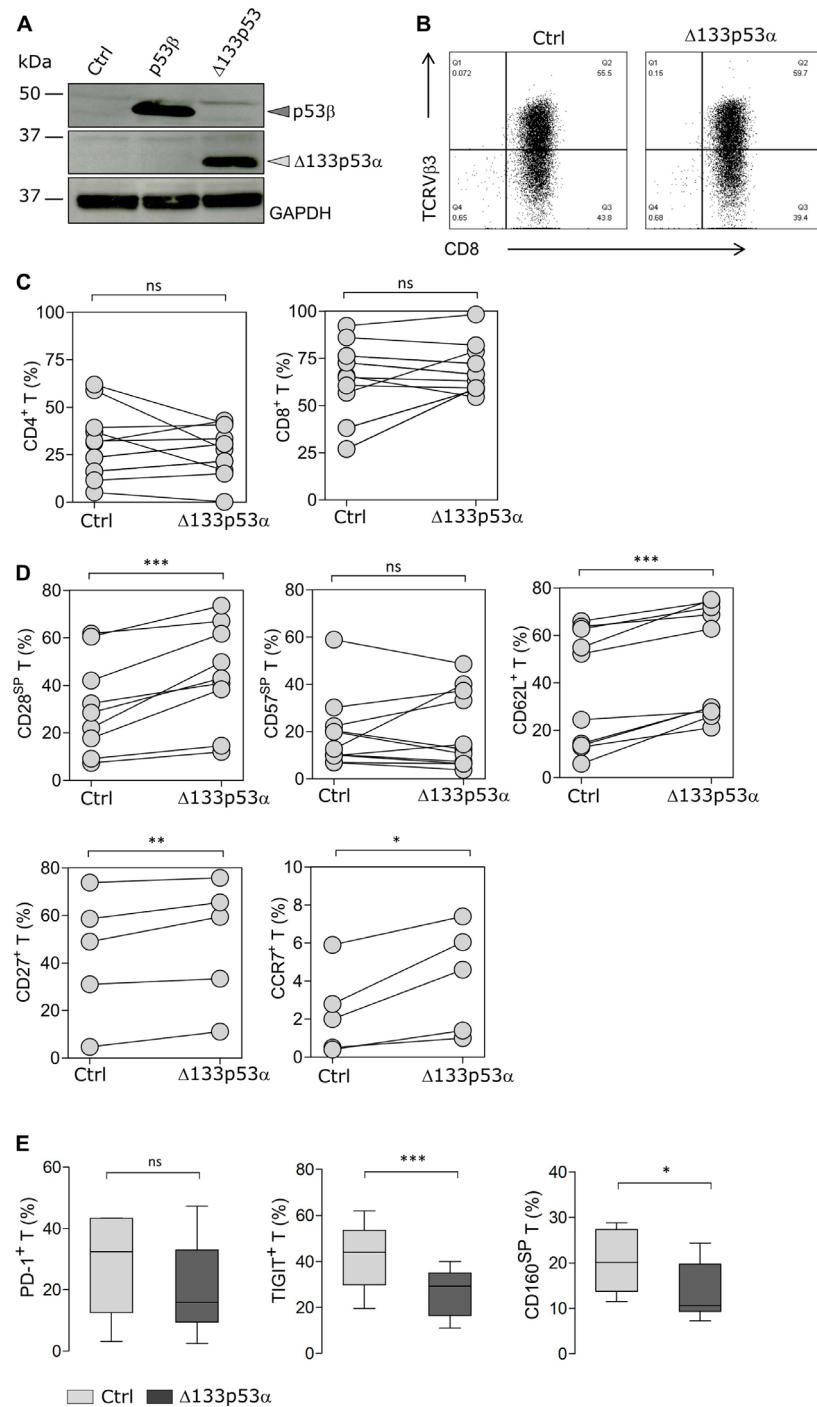 A
kDa
Ctrl
p53β
Δ133p53
50
37
37
p53β
Δ133p53α
GAPDH
B
Ctrl
Δ133p53α
Q1
0.072
Q2
55.5
Q4
0.65
Q3
43.8
Q1
0.15
Q2
59.7
Q4
0.68
Q3
39.4
TCRVβ3
CD8
C
ns
100
75
50
25
0
CD4+ T (%)
Ctrl
Δ133p53α
ns
100
75
50
25
0
CD8+ T (%)
Ctrl
Δ133p53α
D
***
80
60
40
20
0
CD28SP T (%)
Ctrl
Δ133p53α
ns
80
60
40
20
0
CD57SP T (%)
Ctrl
Δ133p53α
***
80
60
40
20
0
CD62L+ T (%)
Ctrl
Δ133p53α
**
80
60
40
20
0
CD27+ T (%)
Ctrl
Δ133p53α
*
10
8
6
4
2
0
CCR7+ T (%)
Ctrl
Δ133p53α
E
ns
60
40
20
0
PD-1+ T (%)
***
80
60
40
20
0
TIGIT+ T (%)
*
40
30
20
10
0
CD160SP T (%)
Ctrl
Δ133p53α